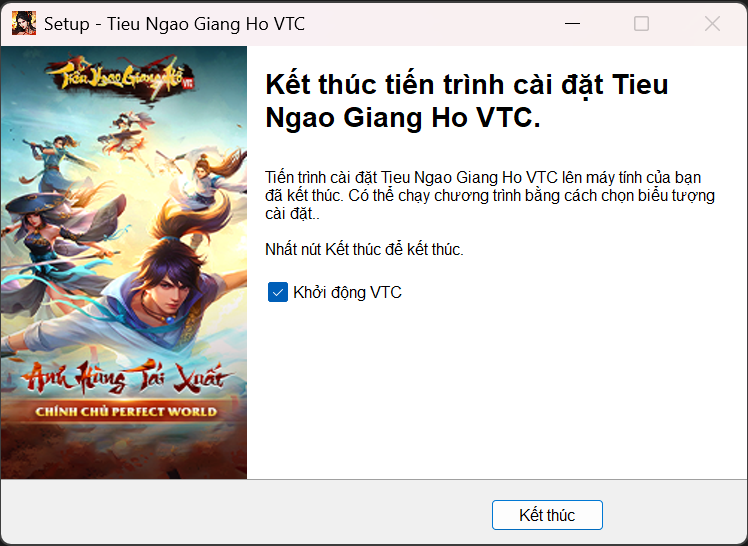 Setup - Tieu Ngao Giang Ho VTC
Tiếu Ngạo Giang Hồ
VTC
Anh Hùng Tái Xuất
CHÍNH CHỦ PERFECT WORLD
Kết thúc tiến trình cài đặt Tieu
Ngao Giang Ho VTC.
Tiến trình cài đặt Tieu Ngao Giang Ho VTC lên máy tính của bạn
đã kết thúc. Có thể chạy chương trình bằng cách chọn biểu tượng
cài đặt..
Nhất nút Kết thúc để kết thúc.
Khởi động VTC
Kết thúc